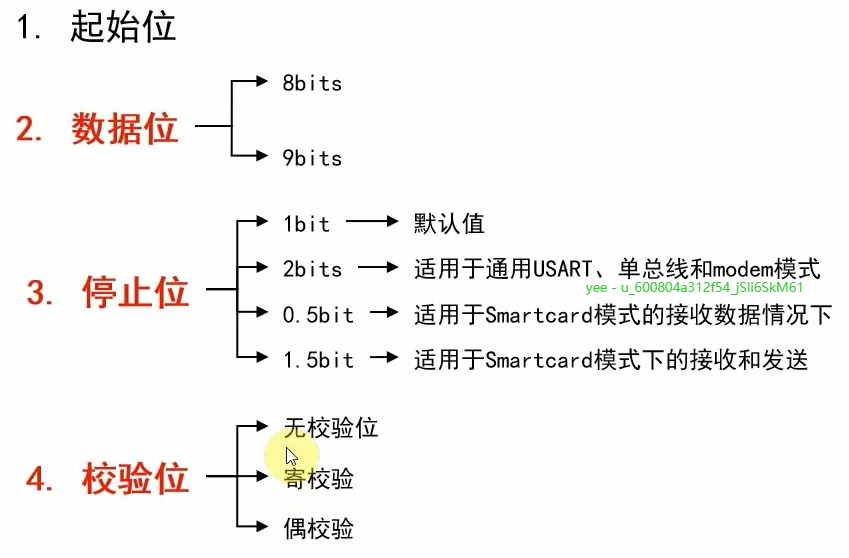 1. 起始位
8bits
2. 数据位
9bits
1bit 默认值
2bits 适用于通用USART、单总线和modem模式
yee - u_600804a312f54_jSIi6SkM61
3. 停止位
0.5bit 适用于Smartcard模式的接收数据情况下
1.5bit 适用于Smartcard模式下的接收和发送
无校验位
4. 校验位
寄校验
偶校验